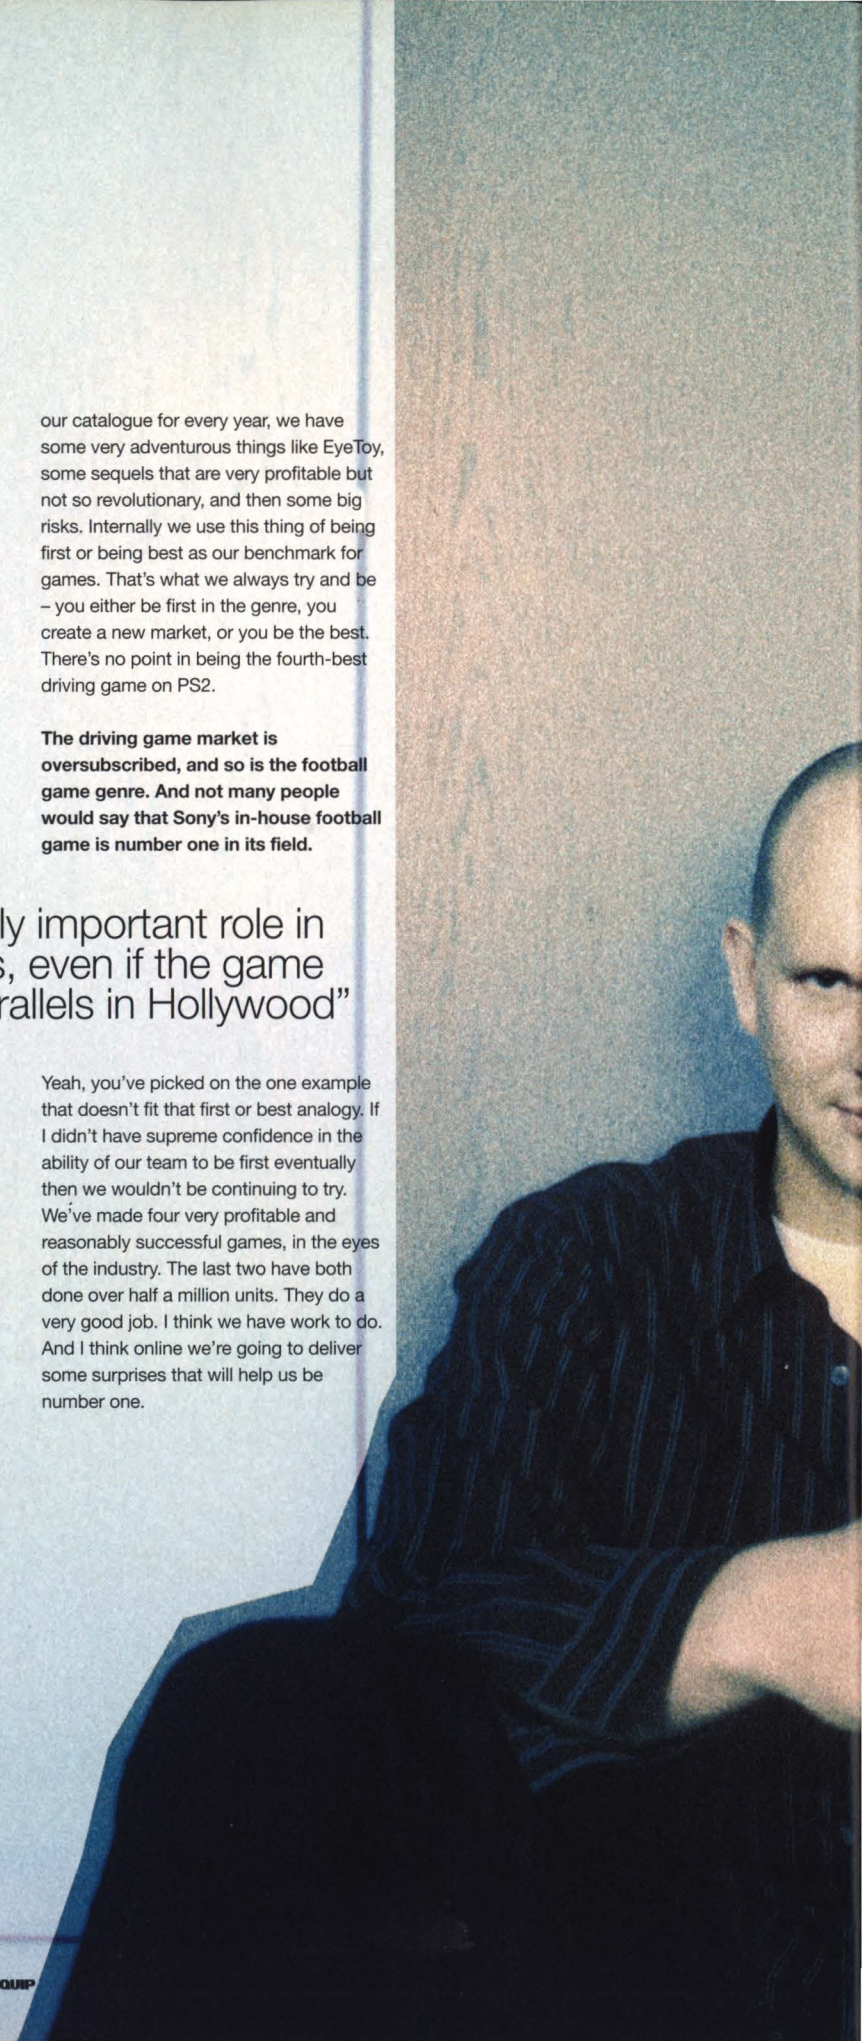 our catalogue for every year, we have
some very adventurous things like EyeToy,
some sequels that are very profitable but
not so revolutionary, and then some big
risks. Internally we use this thing of being
first or being best as our benchmark for
games. That's what we always try and be
– you either be first in the genre, you
create a new market, or you be the best.
There's no point in being the fourth-best
driving game on PS2.
The driving game market is
oversubscribed, and so is the football
game genre. And not many people
would say that Sony's in-house football
game is number one in its field.
ly important role in
s, even if the game
rallels in Hollywood”
Yeah, you've picked on the one example
that doesn't fit that first or best analogy. If
I didn't have supreme confidence in the
ability of our team to be first eventually
then we wouldn't be continuing to try.
We've made four very profitable and
reasonably successful games, in the eyes
of the industry. The last two have both
done over half a million units. They do a
very good job. I think we have work to do.
And I think online we're going to deliver
some surprises that will help us be
number one.
QUIP